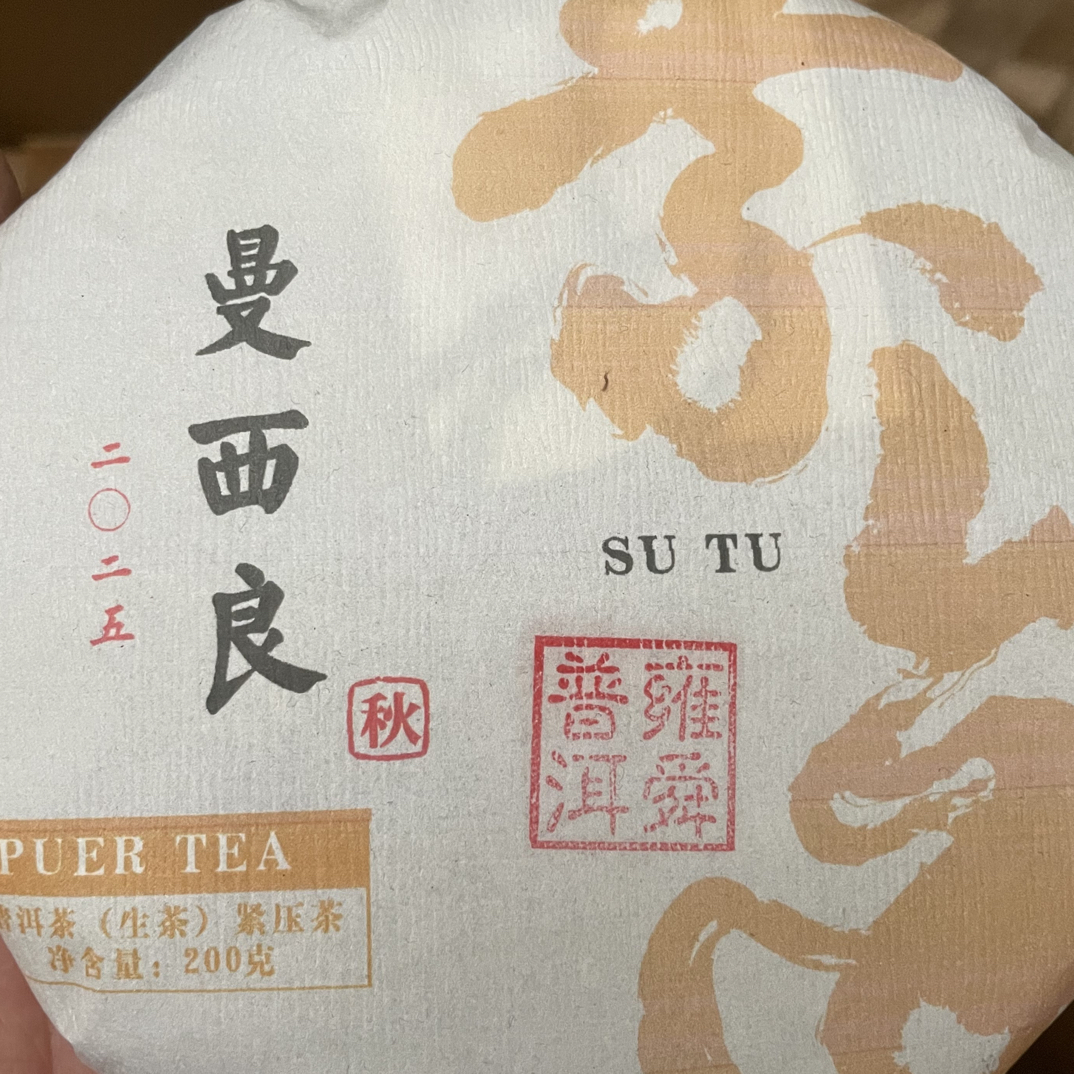 曼西良
二〇二五
秋
SU TU
雍舜
普洱
PUER TEA
普洱茶（生茶）紧压茶
净含量：200克